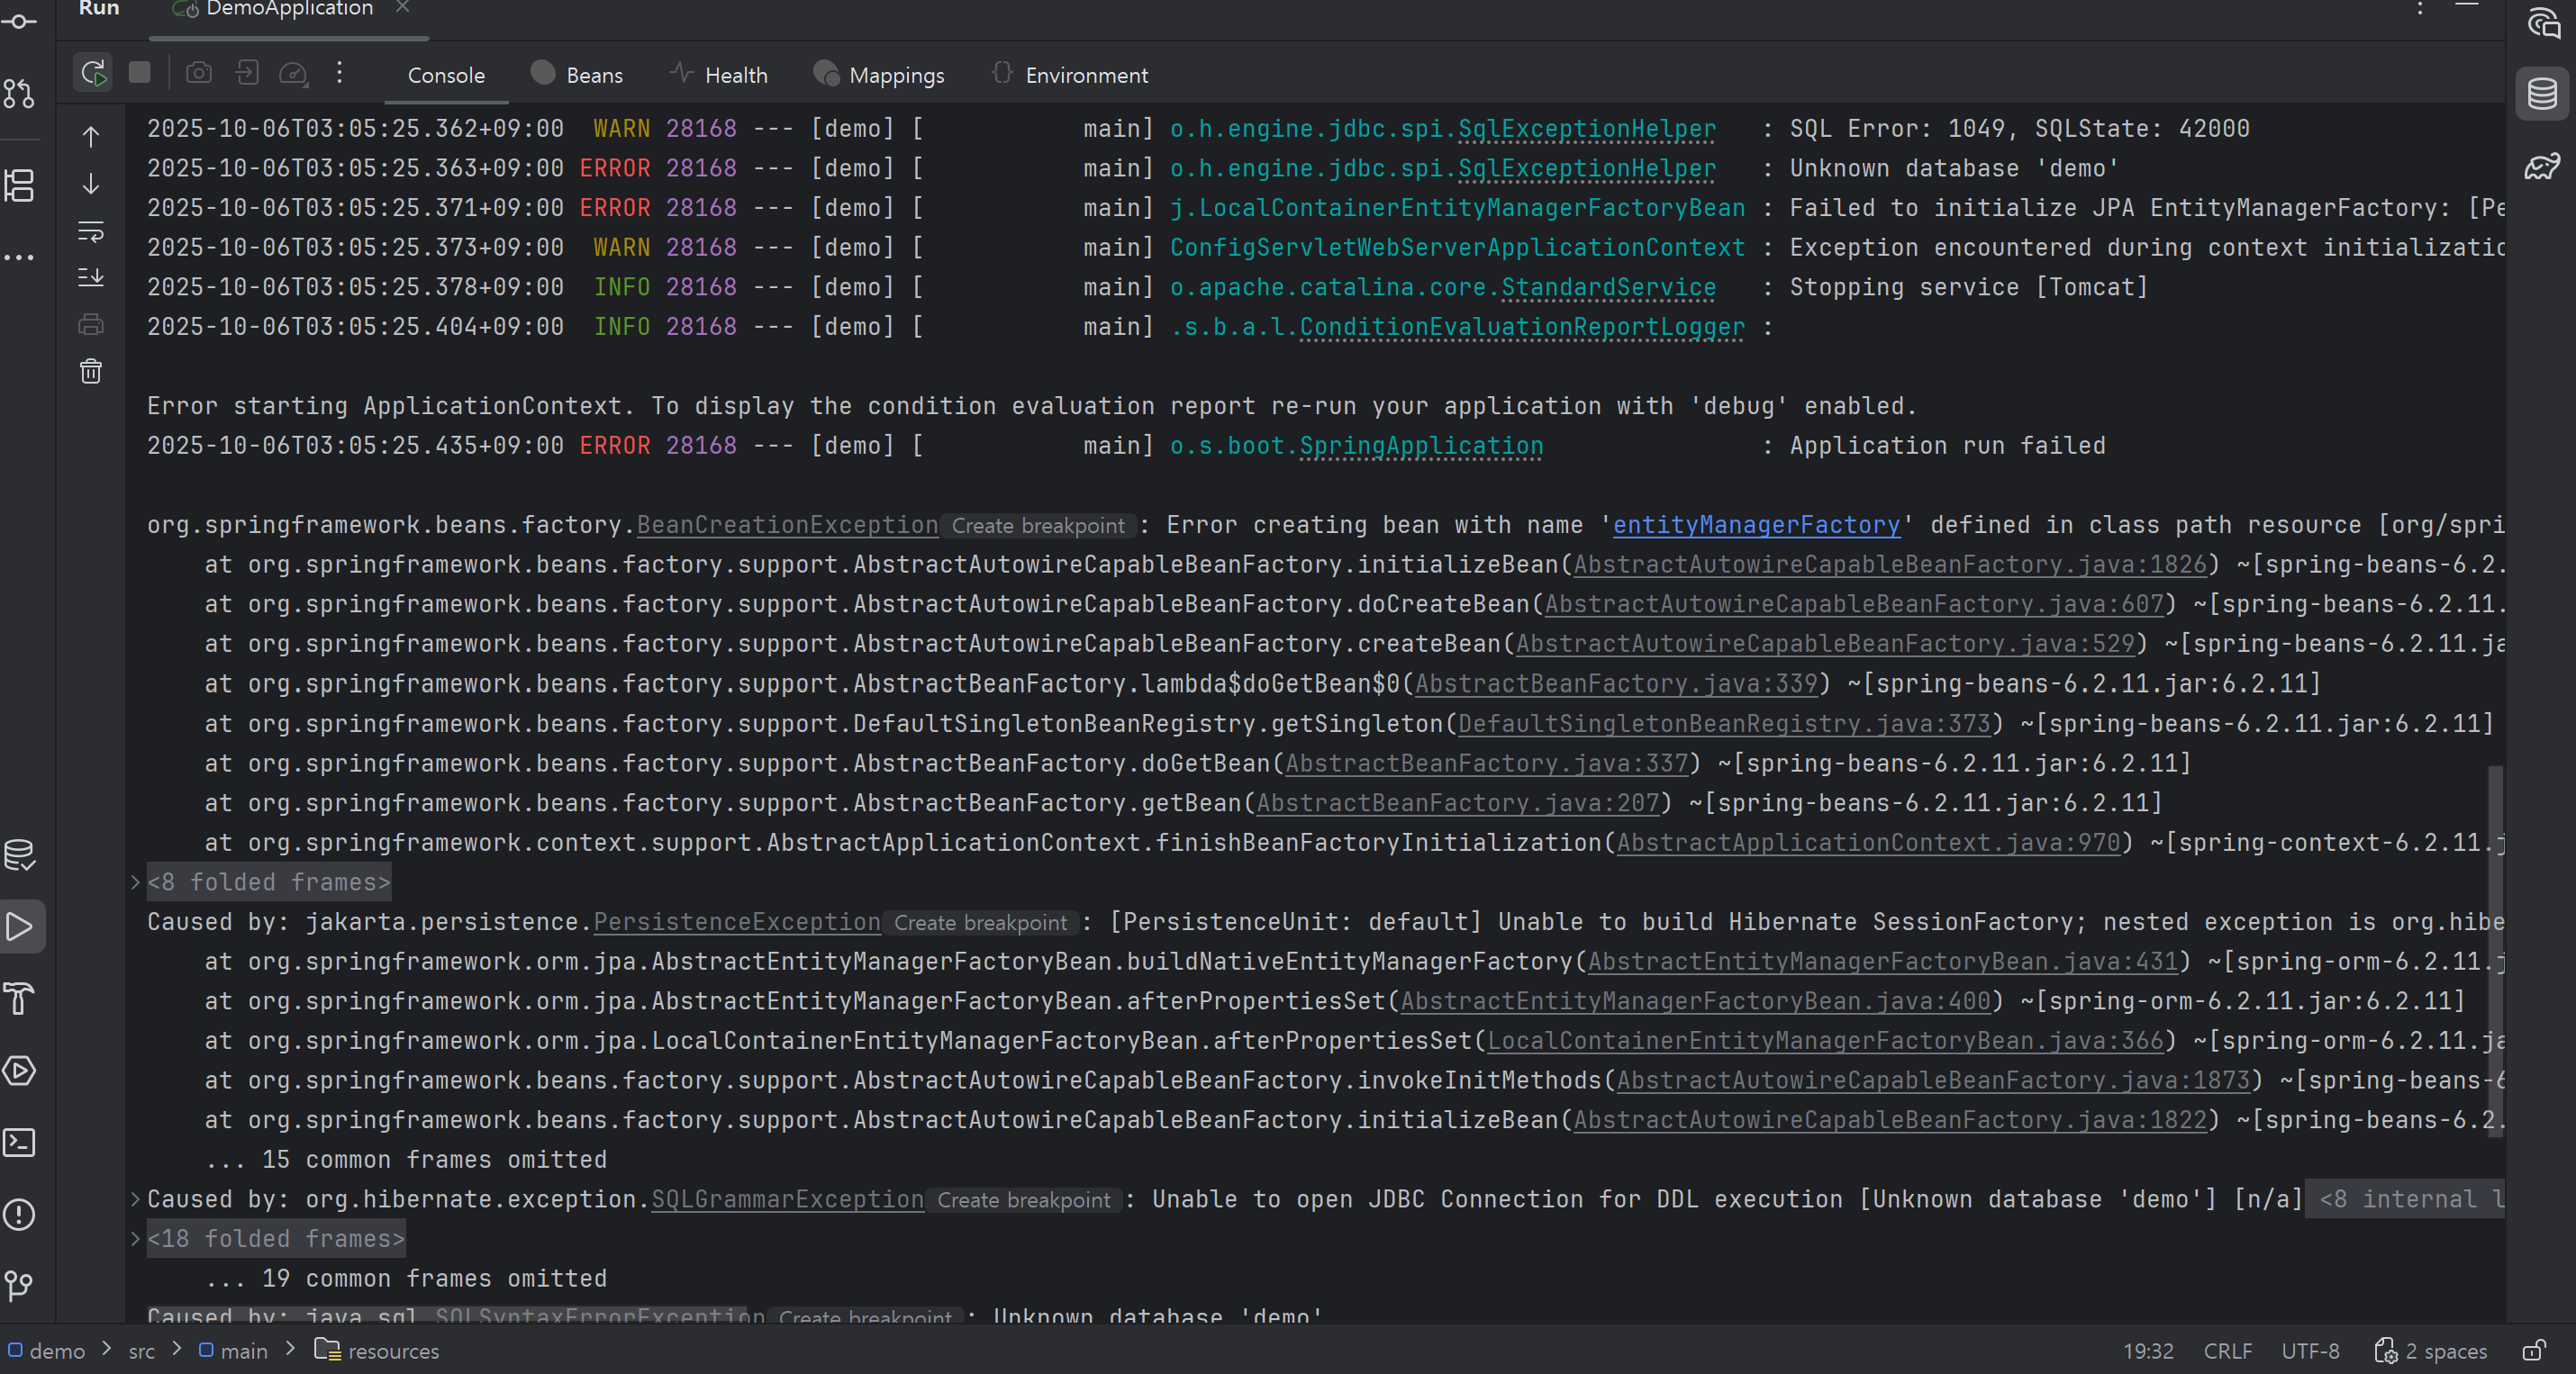 Run DemoApplication
Console Beans Health Mappings Environment
2025-10-06T03:05:25.362+09:00  WARN 28168 --- [demo] [           main] o.h.engine.jdbc.spi.SqlExceptionHelper   : SQL Error: 1049, SQLState: 42000
2025-10-06T03:05:25.363+09:00 ERROR 28168 --- [demo] [           main] o.h.engine.jdbc.spi.SqlExceptionHelper   : Unknown database 'demo'
2025-10-06T03:05:25.371+09:00 ERROR 28168 --- [demo] [           main] j.LocalContainerEntityManagerFactoryBean : Failed to initialize JPA EntityManagerFactory: [Pe
2025-10-06T03:05:25.373+09:00  WARN 28168 --- [demo] [           main] ConfigServletWebServerApplicationContext : Exception encountered during context initializatio
2025-10-06T03:05:25.378+09:00  INFO 28168 --- [demo] [           main] o.apache.catalina.core.StandardService   : Stopping service [Tomcat]
2025-10-06T03:05:25.404+09:00  INFO 28168 --- [demo] [           main] .s.b.a.l.ConditionEvaluationReportLogger :
Error starting ApplicationContext. To display the condition evaluation report re-run your application with 'debug' enabled.
2025-10-06T03:05:25.435+09:00 ERROR 28168 --- [demo] [           main] o.s.boot.SpringApplication               : Application run failed
org.springframework.beans.factory.BeanCreationException Create breakpoint : Error creating bean with name 'entityManagerFactory' defined in class path resource [org/spri
at org.springframework.beans.factory.support.AbstractAutowireCapableBeanFactory.initializeBean(AbstractAutowireCapableBeanFactory.java:1826) ~[spring-beans-6.2.
at org.springframework.beans.factory.support.AbstractAutowireCapableBeanFactory.doCreateBean(AbstractAutowireCapableBeanFactory.java:607) ~[spring-beans-6.2.11.
at org.springframework.beans.factory.support.AbstractAutowireCapableBeanFactory.createBean(AbstractAutowireCapableBeanFactory.java:529) ~[spring-beans-6.2.11.ja
at org.springframework.beans.factory.support.AbstractBeanFactory.lambda$doGetBean$0(AbstractBeanFactory.java:339) ~[spring-beans-6.2.11.jar:6.2.11]
at org.springframework.beans.factory.support.DefaultSingletonBeanRegistry.getSingleton(DefaultSingletonBeanRegistry.java:373) ~[spring-beans-6.2.11.jar:6.2.11]
at org.springframework.beans.factory.support.AbstractBeanFactory.doGetBean(AbstractBeanFactory.java:337) ~[spring-beans-6.2.11.jar:6.2.11]
at org.springframework.beans.factory.support.AbstractBeanFactory.getBean(AbstractBeanFactory.java:207) ~[spring-beans-6.2.11.jar:6.2.11]
at org.springframework.context.support.AbstractApplicationContext.finishBeanFactoryInitialization(AbstractApplicationContext.java:970) ~[spring-context-6.2.11.j
<8 folded frames>
Caused by: jakarta.persistence.PersistenceException Create breakpoint : [PersistenceUnit: default] Unable to build Hibernate SessionFactory; nested exception is org.hibe
at org.springframework.orm.jpa.AbstractEntityManagerFactoryBean.buildNativeEntityManagerFactory(AbstractEntityManagerFactoryBean.java:431) ~[spring-orm-6.2.11.j
at org.springframework.orm.jpa.AbstractEntityManagerFactoryBean.afterPropertiesSet(AbstractEntityManagerFactoryBean.java:400) ~[spring-orm-6.2.11.jar:6.2.11]
at org.springframework.orm.jpa.LocalContainerEntityManagerFactoryBean.afterPropertiesSet(LocalContainerEntityManagerFactoryBean.java:366) ~[spring-orm-6.2.11.ja
at org.springframework.beans.factory.support.AbstractAutowireCapableBeanFactory.invokeInitMethods(AbstractAutowireCapableBeanFactory.java:1873) ~[spring-beans-6
at org.springframework.beans.factory.support.AbstractAutowireCapableBeanFactory.initializeBean(AbstractAutowireCapableBeanFactory.java:1822) ~[spring-beans-6.2.
... 15 common frames omitted
Caused by: org.hibernate.exception.SQLGrammarException Create breakpoint : Unable to open JDBC Connection for DDL execution [Unknown database 'demo'] [n/a] <8 internal l
<18 folded frames>
... 19 common frames omitted
Caused by: java.sql.SQLSyntaxErrorException Create breakpoint : Unknown database 'demo'
demo > src > main > resources 19:32 CRLF UTF-8 2 spaces